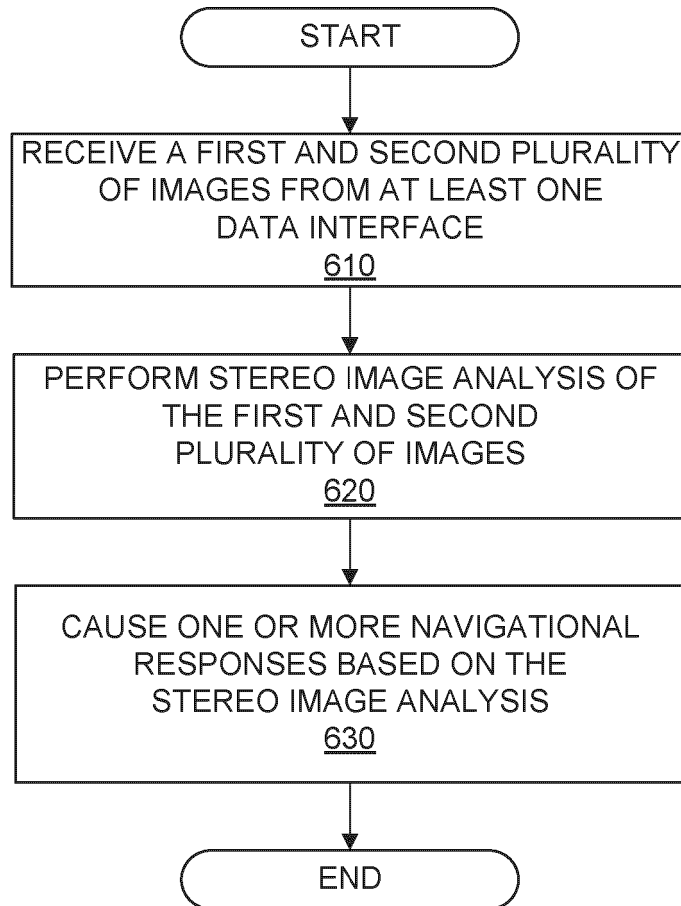 START
RECEIVE A FIRST AND SECOND PLURALITY
OF IMAGES FROM AT LEAST ONE
DATA INTERFACE
610
PERFORM STEREO IMAGE ANALYSIS OF
THE FIRST AND SECOND
PLURALITY OF IMAGES
620
CAUSE ONE OR MORE NAVIGATIONAL
RESPONSES BASED ON THE
STEREO IMAGE ANALYSIS
630
END